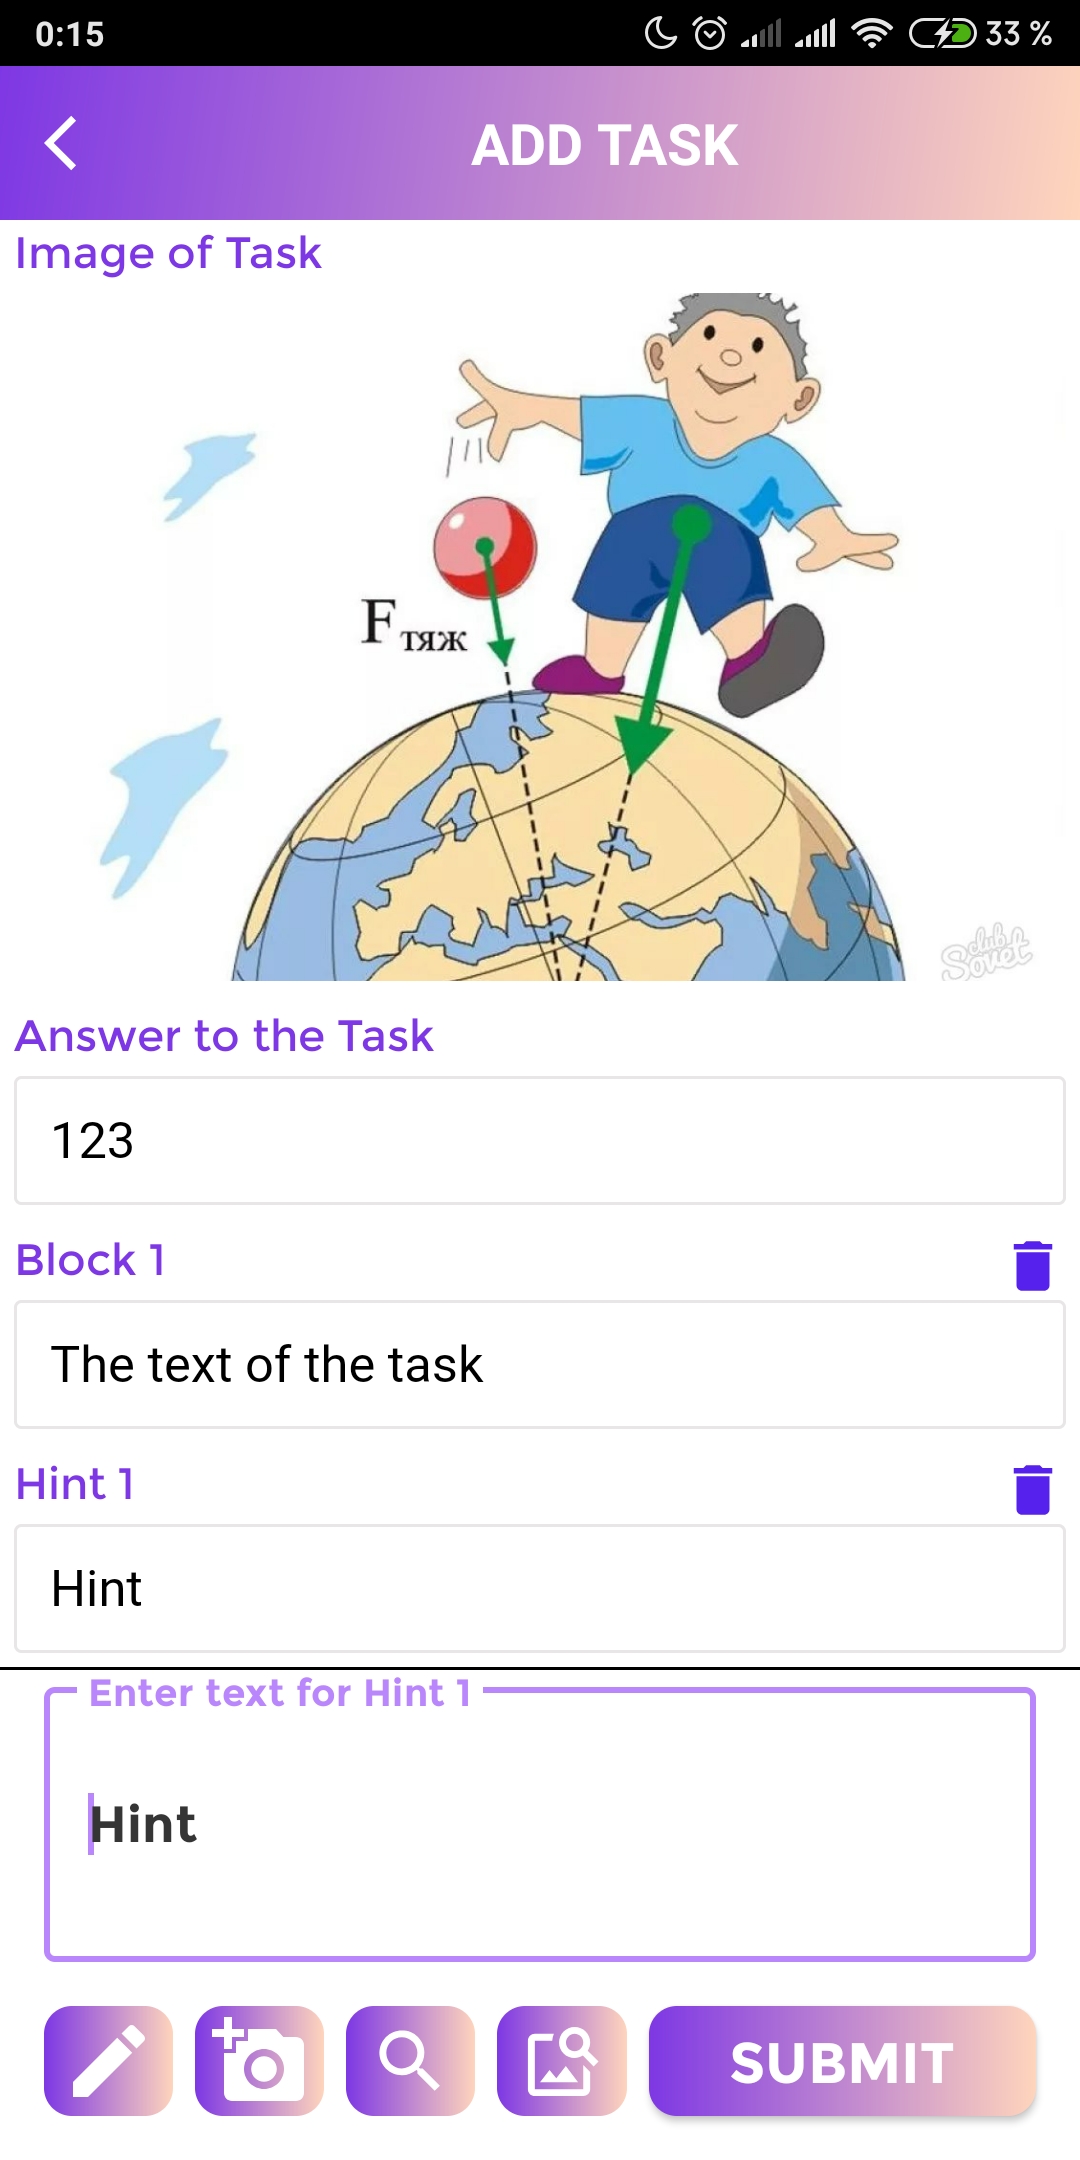 0:15
33 %
ADD TASK
Image of Task
Fтяж
club
Sovet
Answer to the Task
123
Block 1
The text of the task
Hint 1
Hint
Enter text for Hint 1
Hint
SUBMIT